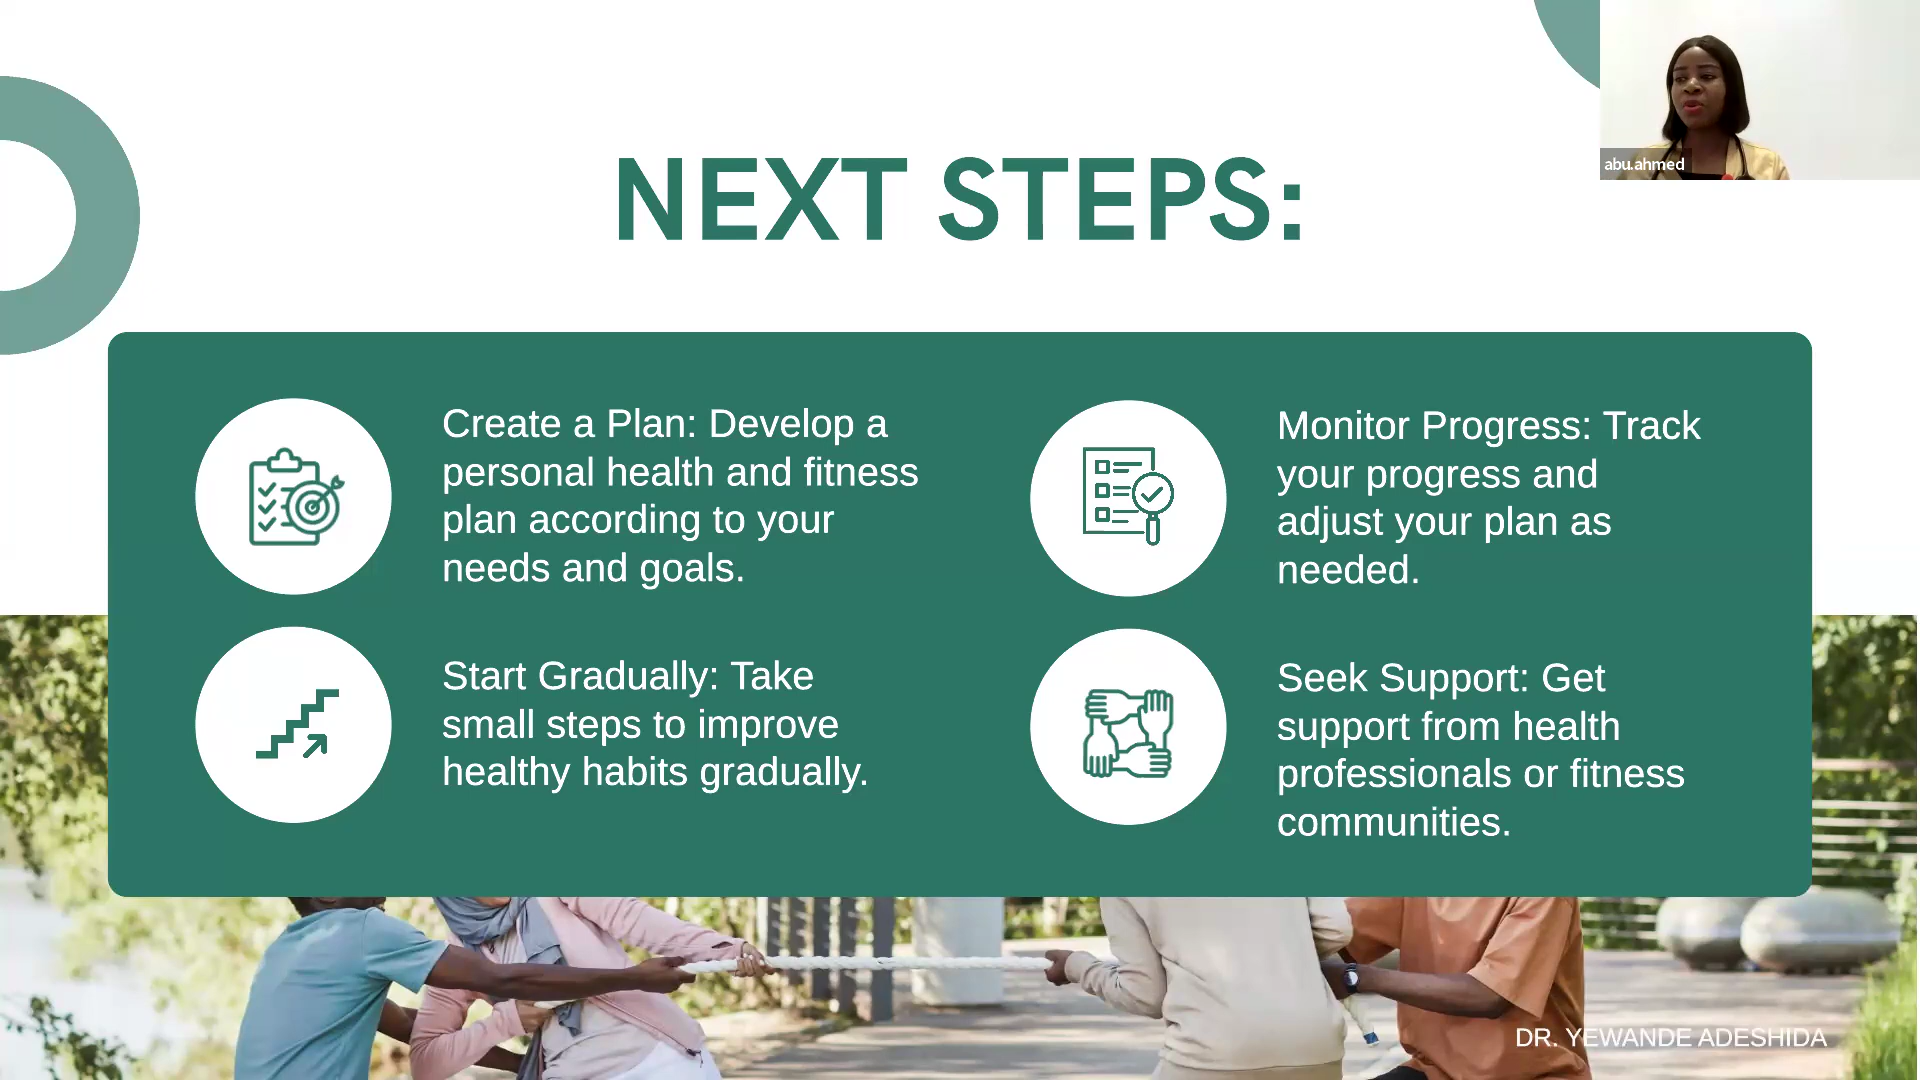 abu.ahmed
NEXT STEPS:
Create a Plan: Develop a
personal health and fitness
plan according to your
needs and goals.
Start Gradually: Take
small steps to improve
healthy habits gradually.
Monitor Progress: Track
your progress and
adjust your plan as
needed.
Seek Support: Get
support from health
professionals or fitness
communities.
DR. YEWANDE ADESHIDA